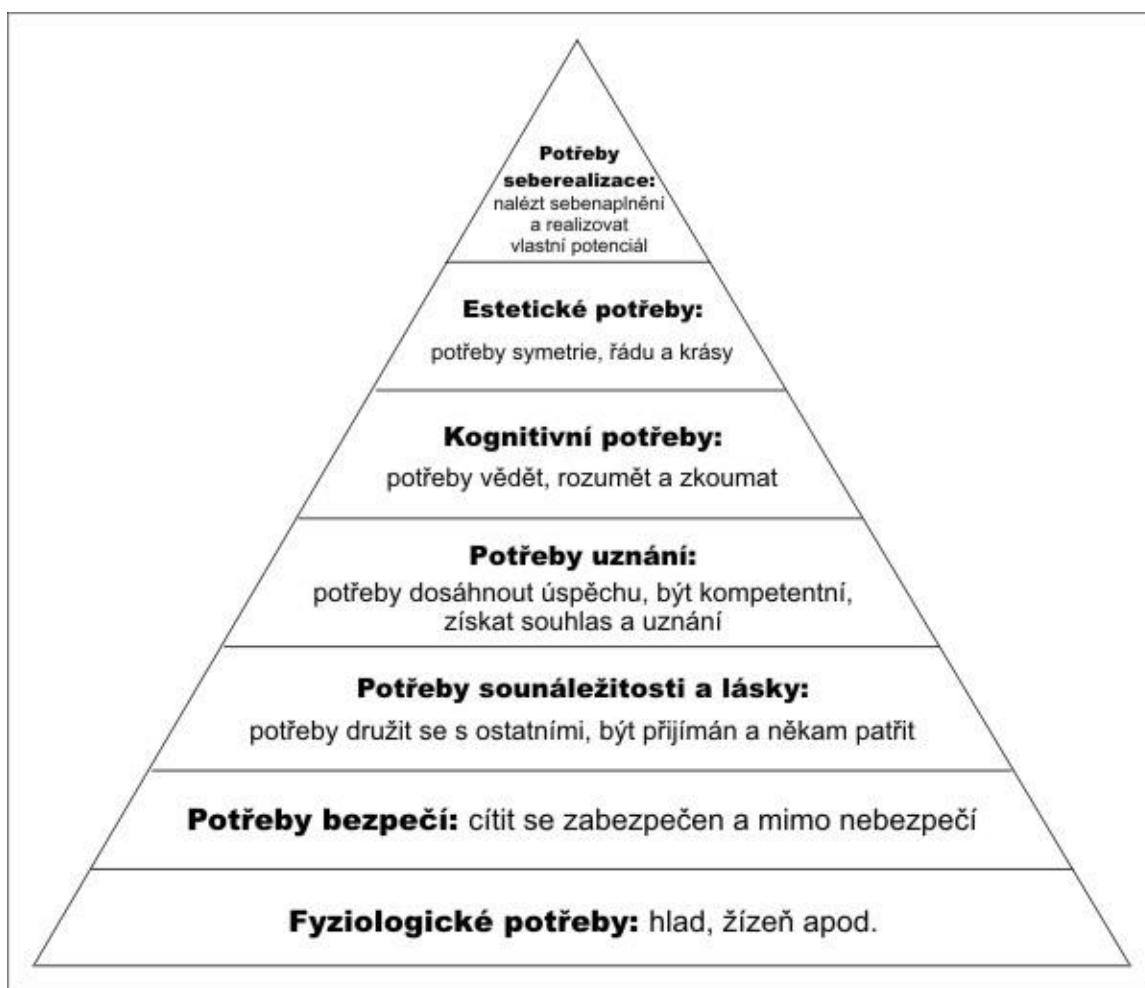 Potřeby
seberealizace:
nalézt sebenaplnění
a realizovat
vlastní potenciál
Estetické potřeby:
potřeby symetrie, řádu a krásy
Kognitivní potřeby:
potřeby vědět, rozumět a zkoumat
Potřeby uznání:
potřeby dosáhnout úspěchu, být kompetentní,
získat souhlas a uznání
Potřeby sounáležitosti a lásky:
potřeby družit se s ostatními, být přijímán a někam patřit
Potřeby bezpečí: cítit se zabezpečen a mimo nebezpečí
Fyziologické potřeby: hlad, žízeň apod.